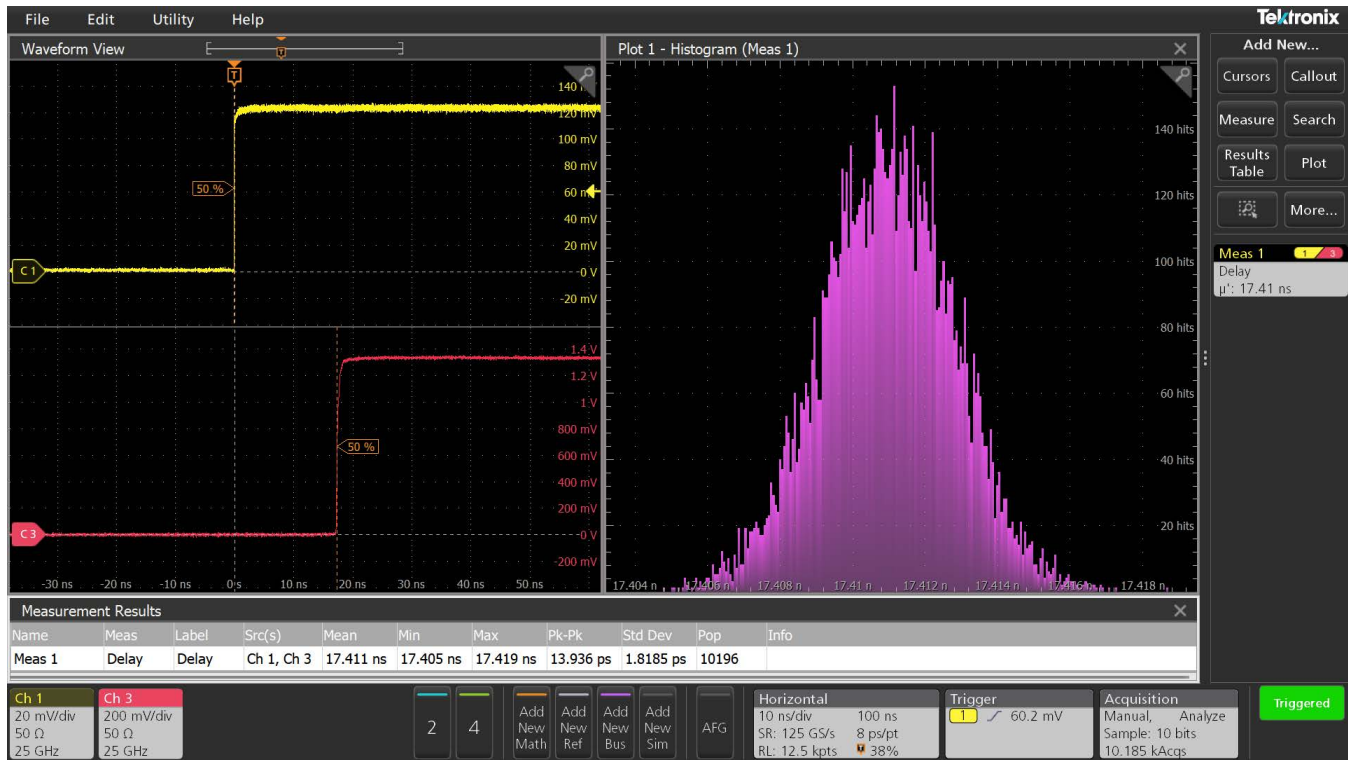 File Edit Utility Help
Tektronix
Waveform View
T
T
140
120 mV
100 mV
80 mV
60 m
40 mV
20 mV
0 V
-20 mV
50 %
C 1
1.4 V
1.2 V
1 V
800 mV
600 mV
400 mV
200 mV
0 V
-200 mV
50 %
C 3
-30 ns -20 ns -10 ns 0 s 10 ns 20 ns 30 ns 40 ns 50 ns
Plot 1 - Histogram (Meas 1)
140 hits
120 hits
100 hits
80 hits
60 hits
40 hits
20 hits
17.404 n 17.406 n 17.408 n 17.41 n 17.412 n 17.414 n 17.416 n 17.418 n
Add New...
Cursors Callout
Measure Search
Results Table Plot
More...
Meas 1 1 3
Delay
µ': 17.41 ns
Measurement Results
Name Meas Label Src(s) Mean Min Max Pk-Pk Std Dev Pop Info
Meas 1 Delay Delay Ch 1, Ch 3 17.411 ns 17.405 ns 17.419 ns 13.936 ps 1.8185 ps 10196
Ch 1
20 mV/div
50 Ω
25 GHz
Ch 3
200 mV/div
50 Ω
25 GHz
2 4
Add New Math
Add New Ref
Add New Bus
Add New Sim
AFG
Horizontal
10 ns/div 100 ns
SR: 125 GS/s 8 ps/pt
RL: 12.5 kpts 38%
Trigger
1 60.2 mV
Acquisition
Manual, Analyze
Sample: 10 bits
10.185 kAcqs
Triggered